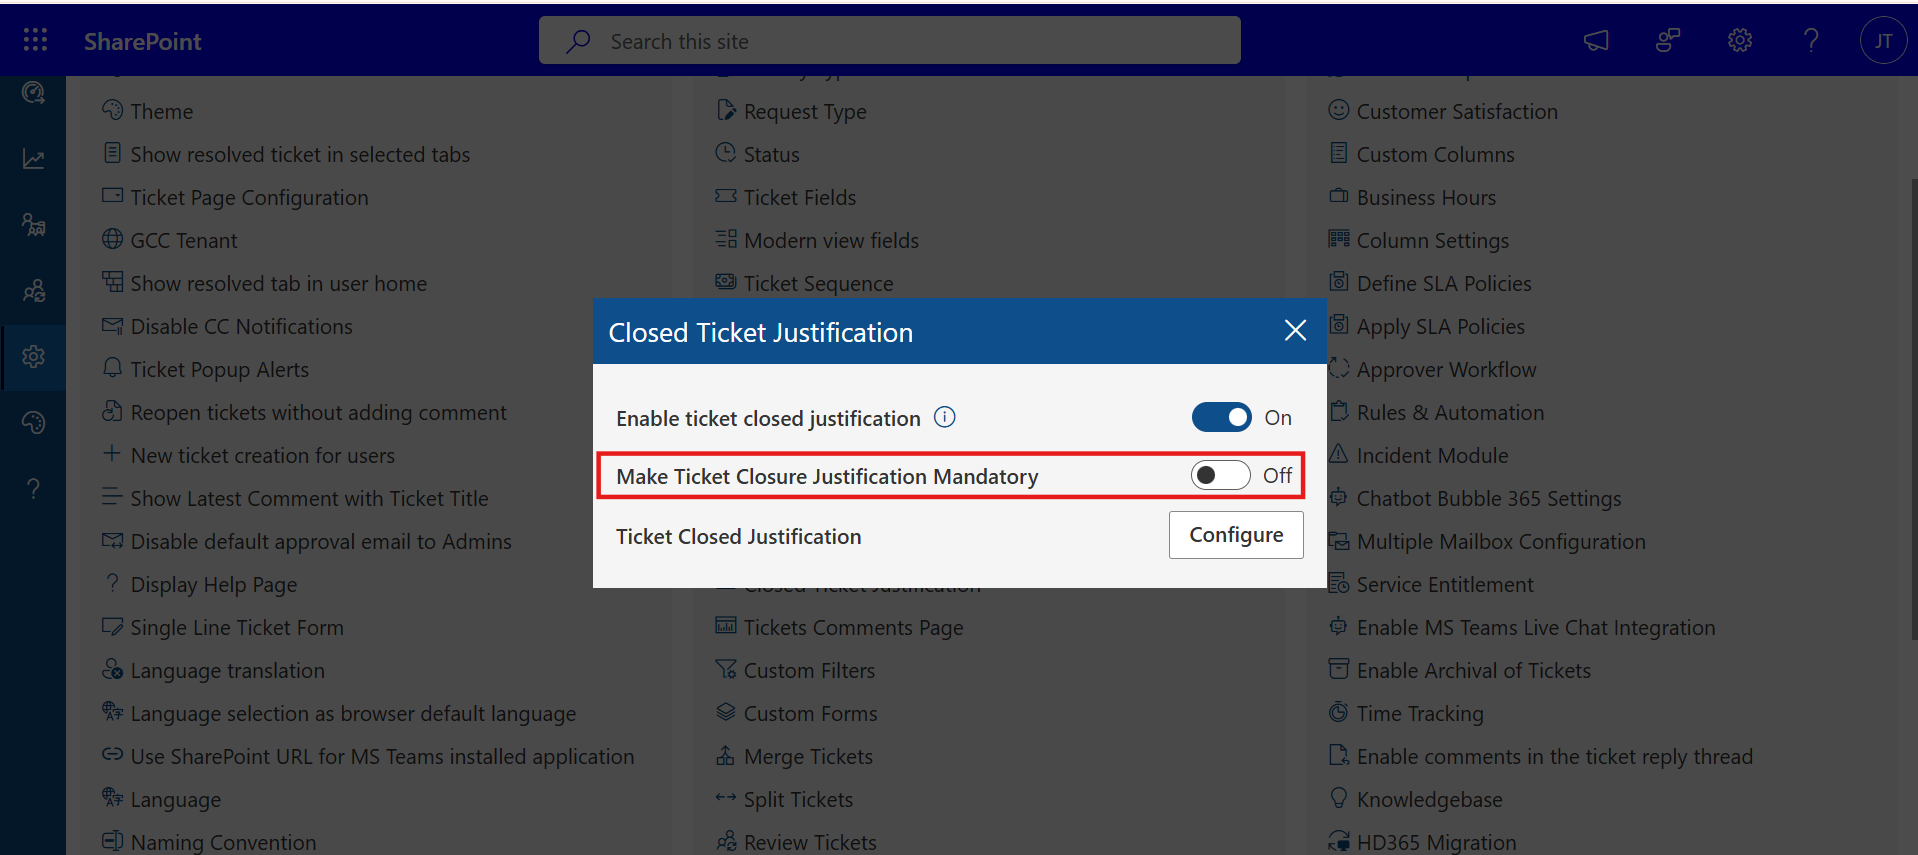 SharePoint
Search this site
JT
Theme
Show resolved ticket in selected tabs
Ticket Page Configuration
GCC Tenant
Show resolved tab in user home
Disable CC Notifications
Ticket Popup Alerts
Reopen tickets without adding comment
New ticket creation for users
Show Latest Comment with Ticket Title
Disable default approval email to Admins
Display Help Page
Single Line Ticket Form
Language translation
Language selection as browser default language
Use SharePoint URL for MS Teams installed application
Language
Naming Convention
Request Type
Status
Ticket Fields
Modern view fields
Ticket Sequence
Closed Ticket Justification
Enable ticket closed justification
On
Make Ticket Closure Justification Mandatory
Off
Ticket Closed Justification
Configure
Closed Ticket Justification
Tickets Comments Page
Custom Filters
Custom Forms
Merge Tickets
Split Tickets
Review Tickets
Customer Satisfaction
Custom Columns
Business Hours
Column Settings
Define SLA Policies
Apply SLA Policies
Approver Workflow
Rules & Automation
Incident Module
Chatbot Bubble 365 Settings
Multiple Mailbox Configuration
Service Entitlement
Enable MS Teams Live Chat Integration
Enable Archival of Tickets
Time Tracking
Enable comments in the ticket reply thread
Knowledgebase
HD365 Migration